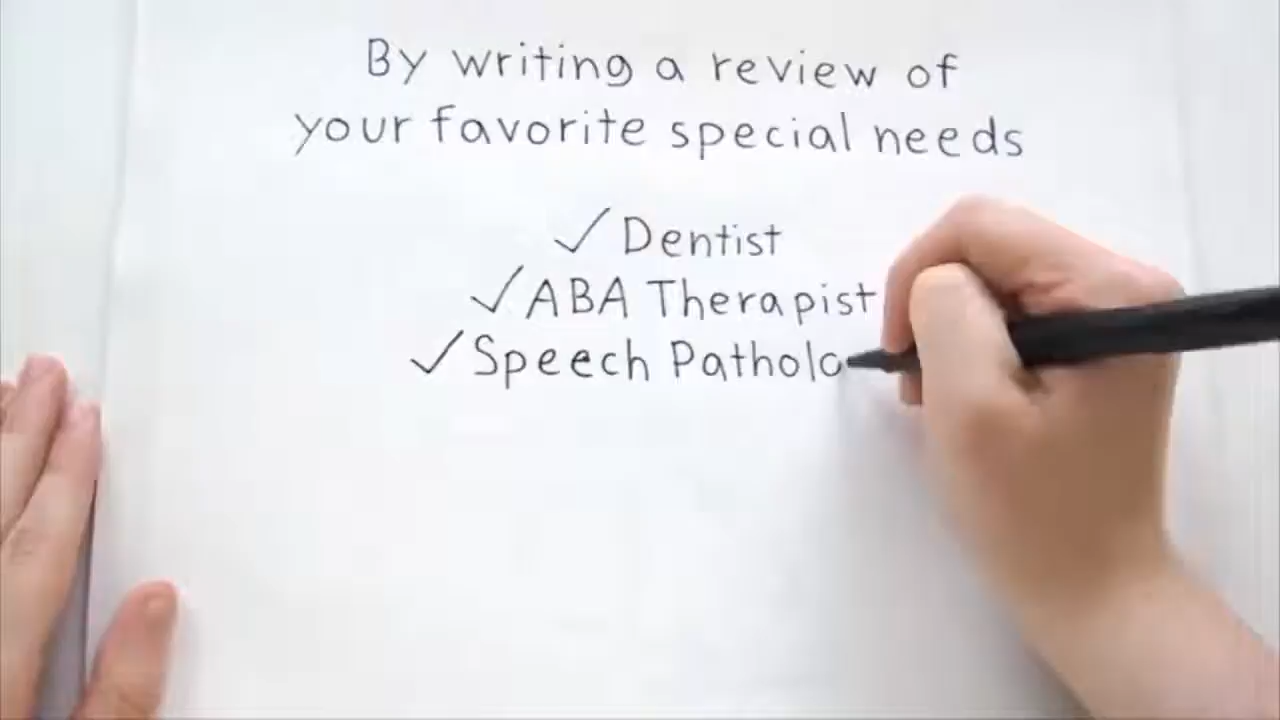 By writing a review of
your favorite special needs
✓ Dentist
✓ ABA Therapist
✓ Speech Patholo